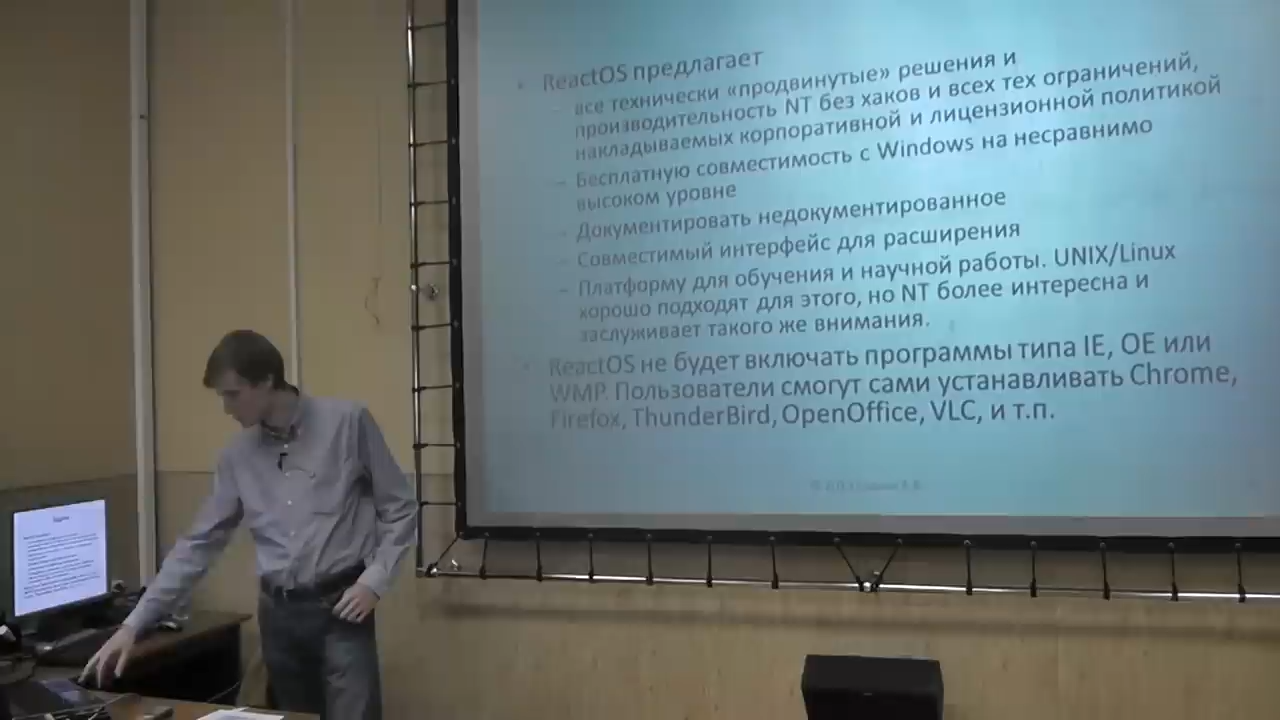 ReactOS предлагает
все технически «продвинутые» решения и
производительность NT без хаков и всех тех ограничений,
накладываемых корпоративной и лицензионной политикой
Бесплатную совместимость с Windows на несравнимо
высоком уровне
Документировать недокументированное
Совместимый интерфейс для расширения
Платформу для обучения и научной работы. UNIX/Linux
хорошо подходят для этого, но NT более интересна и
заслуживает такого же внимания.
ReactOS не будет включать программы типа IE, OE или
WMP. Пользователи смогут сами устанавливать Chrome,
Firefox, ThunderBird, OpenOffice, VLC, и т.п.